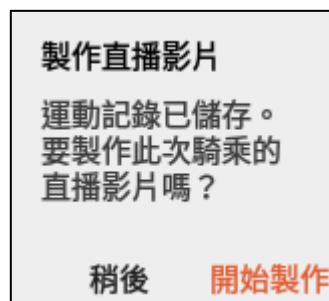 製作直播影片
運動記錄已儲存。
要製作此次騎乘的
直播影片嗎？
稍後 開始製作